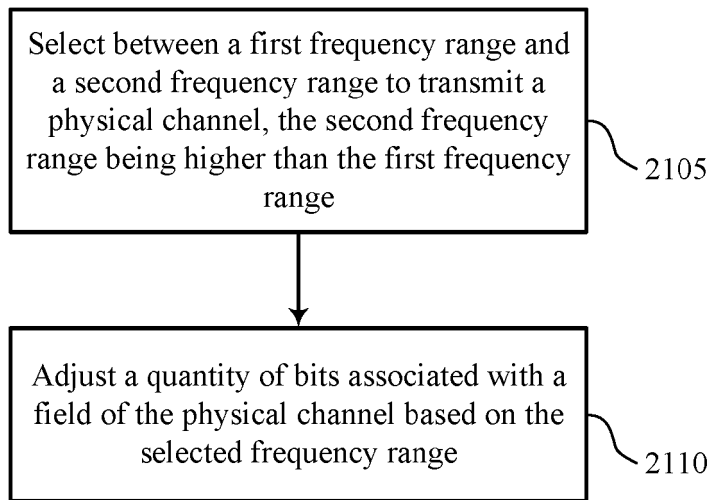 Select between a first frequency range and
a second frequency range to transmit a
physical channel, the second frequency
range being higher than the first frequency
range
2105
Adjust a quantity of bits associated with a
field of the physical channel based on the
selected frequency range
2110